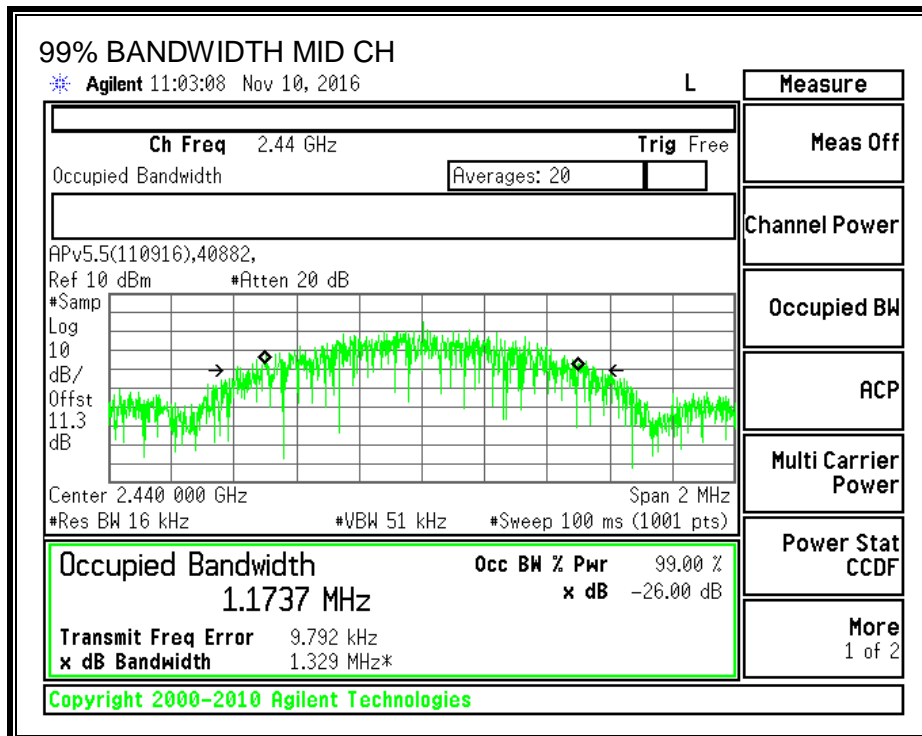 99% BANDWIDTH MID CH
Agilent 11:03:08 Nov 10, 2016 L
Measure
Ch Freq 2.44 GHz Trig Free
Meas Off
Occupied Bandwidth Averages: 20
Channel Power
APv5.5(110916),40882,
Ref 10 dBm #Atten 20 dB
#Samp
Log
10
dB/
Offst
11.3
dB
Occupied BW
ACP
Multi Carrier
Power
Center 2.440 000 GHz Span 2 MHz
#Res BW 16 kHz #VBW 51 kHz #Sweep 100 ms (1001 pts)
Power Stat
CCDF
Occupied Bandwidth Occ BW % Pwr 99.00 %
1.1737 MHz x dB -26.00 dB
Transmit Freq Error 9.792 kHz
x dB Bandwidth 1.329 MHz*
More
1 of 2
Copyright 2000-2010 Agilent Technologies